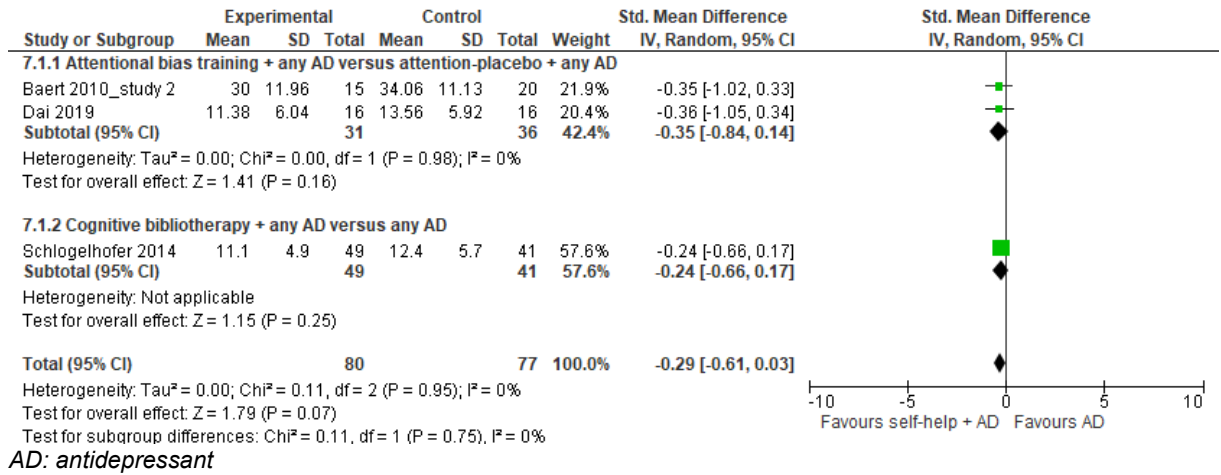 Experimental Control Std. Mean Difference Std. Mean Difference
Study or Subgroup Mean SD Total Mean SD Total Weight IV, Random, 95% CI IV, Random, 95% CI
7.1.1 Attentional bias training + any AD versus attention-placebo + any AD
Baert 2010_study 2 30 11.96 15 34.06 11.13 20 21.9% -0.35 [-1.02, 0.33]
Dai 2019 11.38 6.04 16 13.56 5.92 16 20.4% -0.36 [-1.05, 0.34]
Subtotal (95% CI) 31 36 42.4% -0.35 [-0.84, 0.14]
Heterogeneity: Tau² = 0.00; Chi² = 0.00, df = 1 (P = 0.98); I² = 0%
Test for overall effect: Z = 1.41 (P = 0.16)
7.1.2 Cognitive bibliotherapy + any AD versus any AD
Schlogelhofer 2014 11.1 4.9 49 12.4 5.7 41 57.6% -0.24 [-0.66, 0.17]
Subtotal (95% CI) 49 41 57.6% -0.24 [-0.66, 0.17]
Heterogeneity: Not applicable
Test for overall effect: Z = 1.15 (P = 0.25)
Total (95% CI) 80 77 100.0% -0.29 [-0.61, 0.03]
Heterogeneity: Tau² = 0.00; Chi² = 0.11, df = 2 (P = 0.95); I² = 0%
Test for overall effect: Z = 1.79 (P = 0.07)
Test for subgroup differences: Chi² = 0.11, df = 1 (P = 0.75), I² = 0%
-10 -5 0 5 10
Favours self-help + AD Favours AD
AD: antidepressant